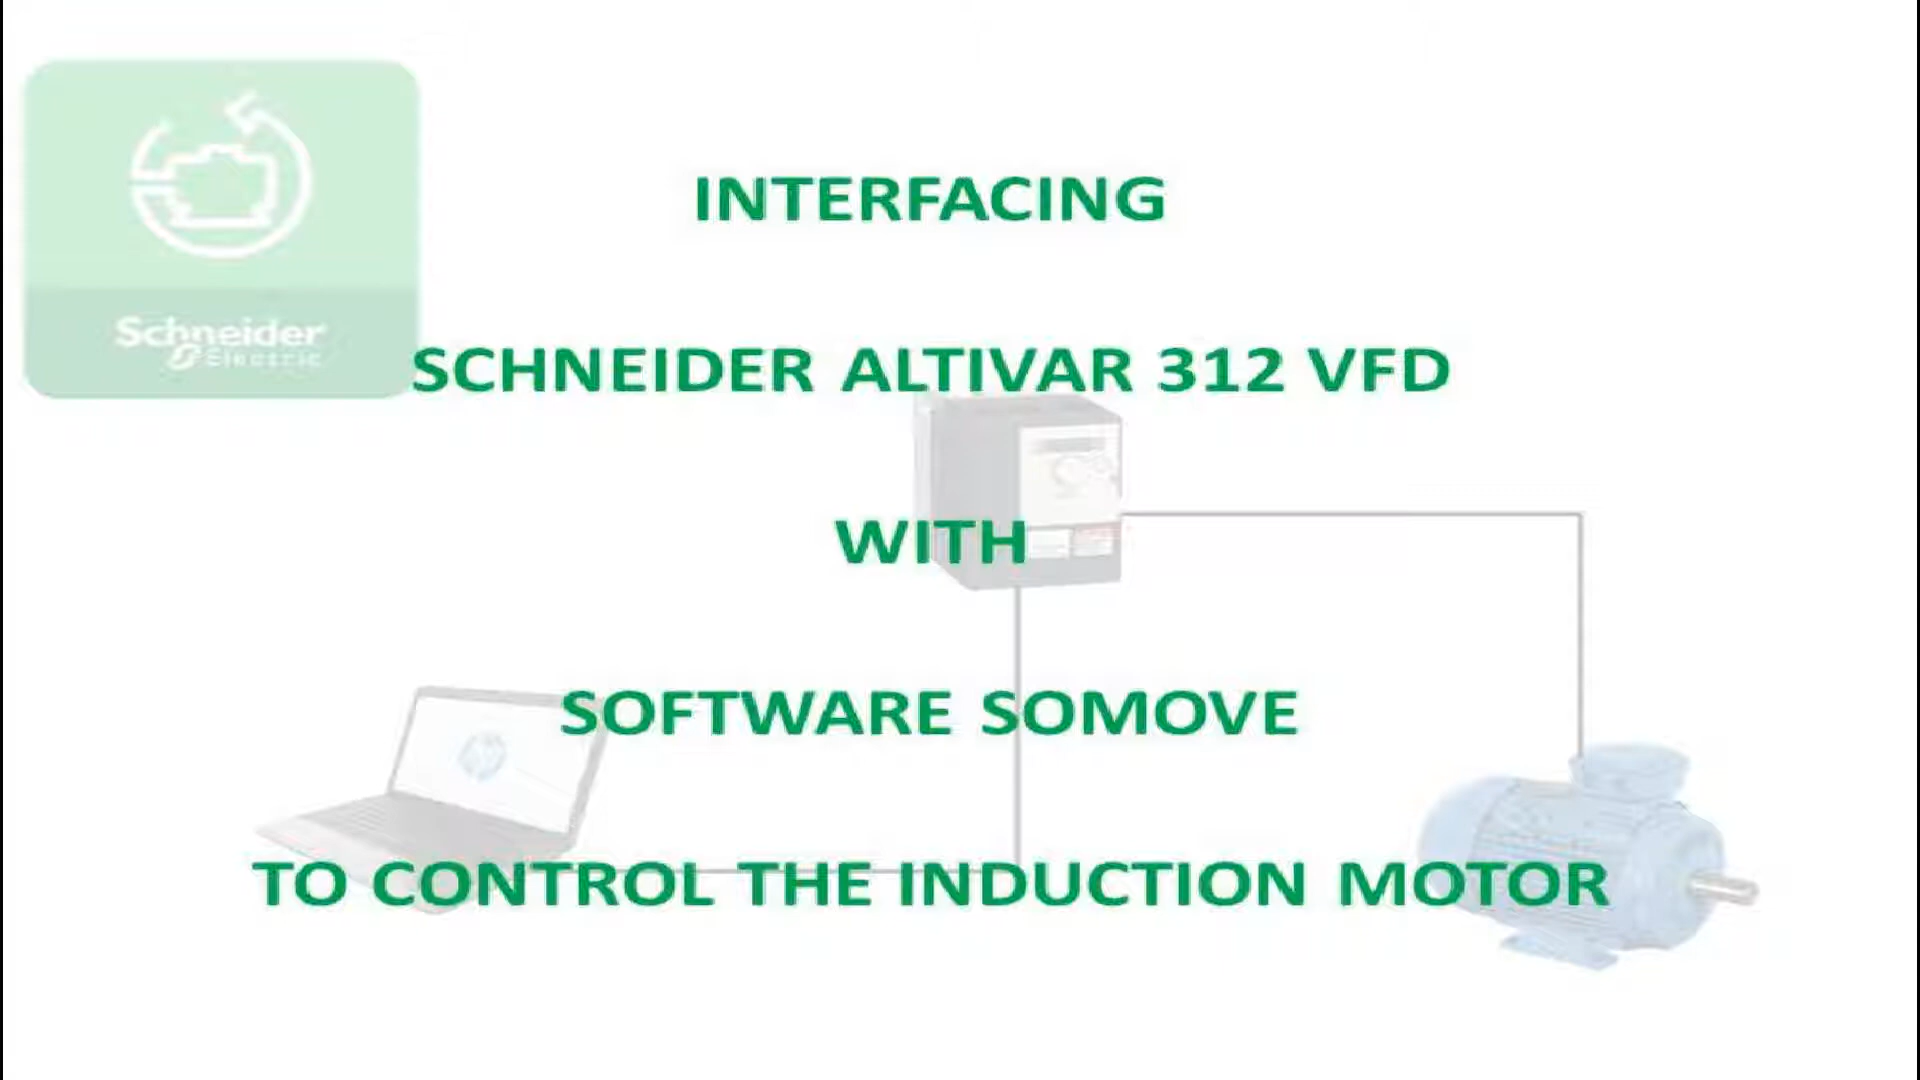 INTERFACING
Schneider
Electric
SCHNEIDER ALTIVAR 312 VFD
WITH
SOFTWARE SOMOVE
TO CONTROL THE INDUCTION MOTOR